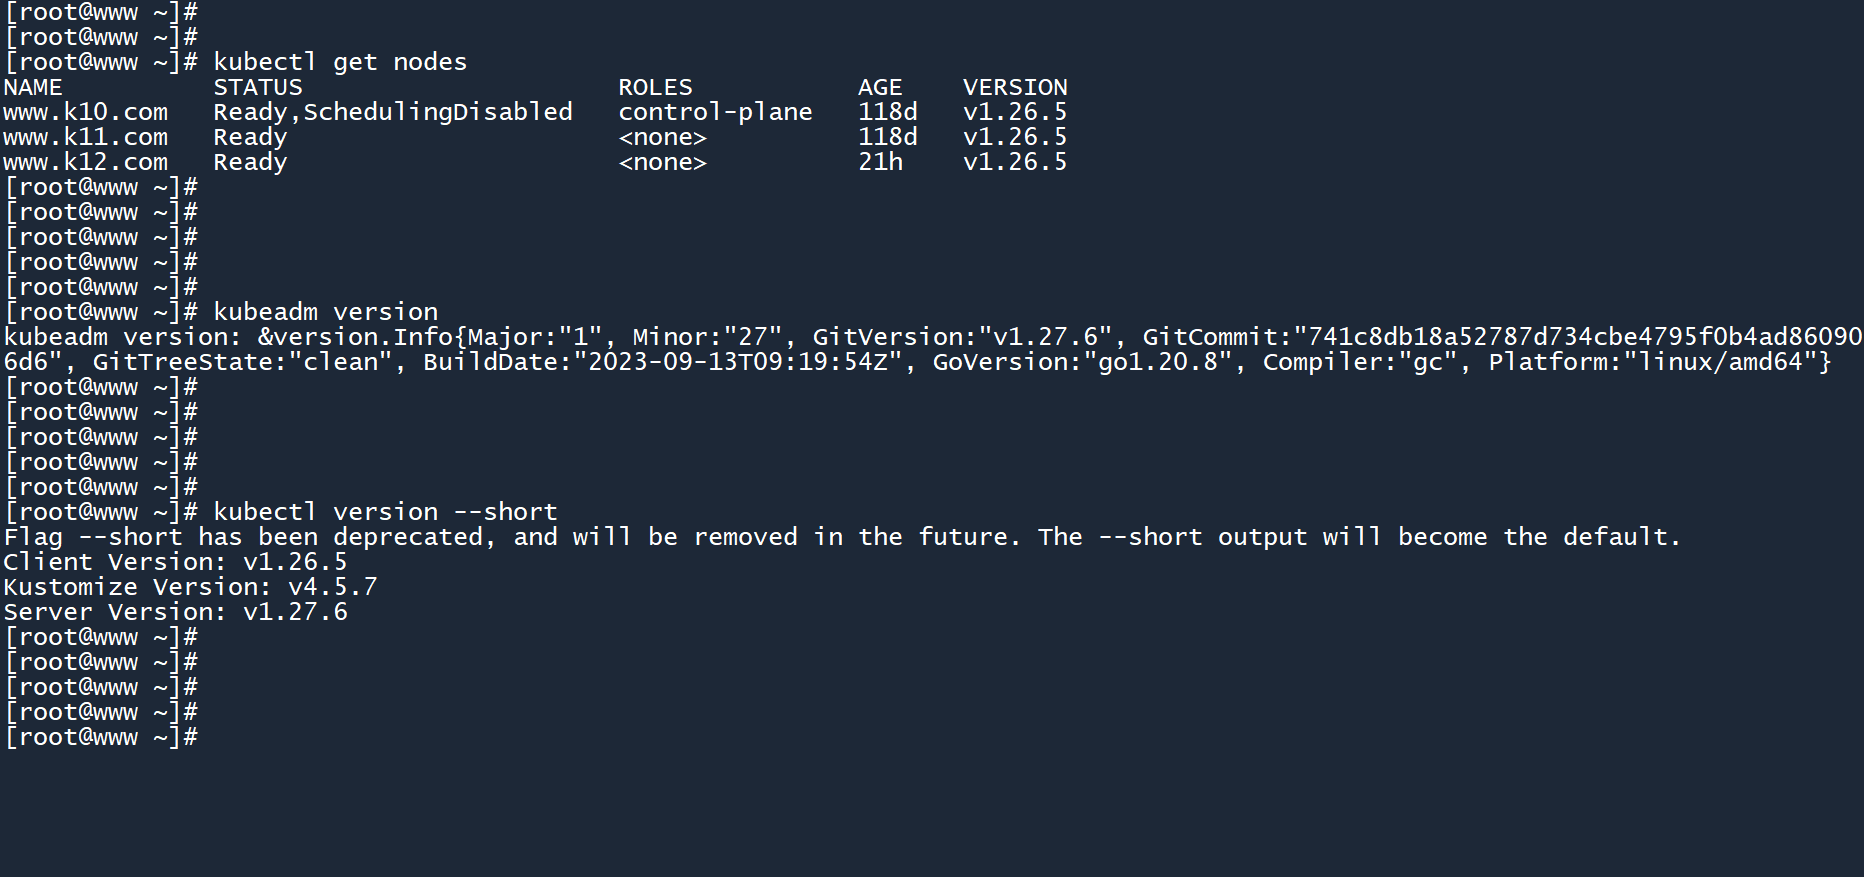 [root@www ~]#
[root@www ~]#
[root@www ~]# kubectl get nodes
NAME          STATUS                     ROLES           AGE    VERSION
www.k10.com   Ready,SchedulingDisabled   control-plane   118d   v1.26.5
www.k11.com   Ready                      <none>          118d   v1.26.5
www.k12.com   Ready                      <none>          21h    v1.26.5
[root@www ~]#
[root@www ~]#
[root@www ~]#
[root@www ~]#
[root@www ~]#
[root@www ~]# kubeadm version
kubeadm version: &version.Info{Major:"1", Minor:"27", GitVersion:"v1.27.6", GitCommit:"741c8db18a52787d734cbe4795f0b4ad86090
6d6", GitTreeState:"clean", BuildDate:"2023-09-13T09:19:54Z", GoVersion:"go1.20.8", Compiler:"gc", Platform:"linux/amd64"}
[root@www ~]#
[root@www ~]#
[root@www ~]#
[root@www ~]#
[root@www ~]#
[root@www ~]# kubectl version --short
Flag --short has been deprecated, and will be removed in the future. The --short output will become the default.
Client Version: v1.26.5
Kustomize Version: v4.5.7
Server Version: v1.27.6
[root@www ~]#
[root@www ~]#
[root@www ~]#
[root@www ~]#
[root@www ~]#